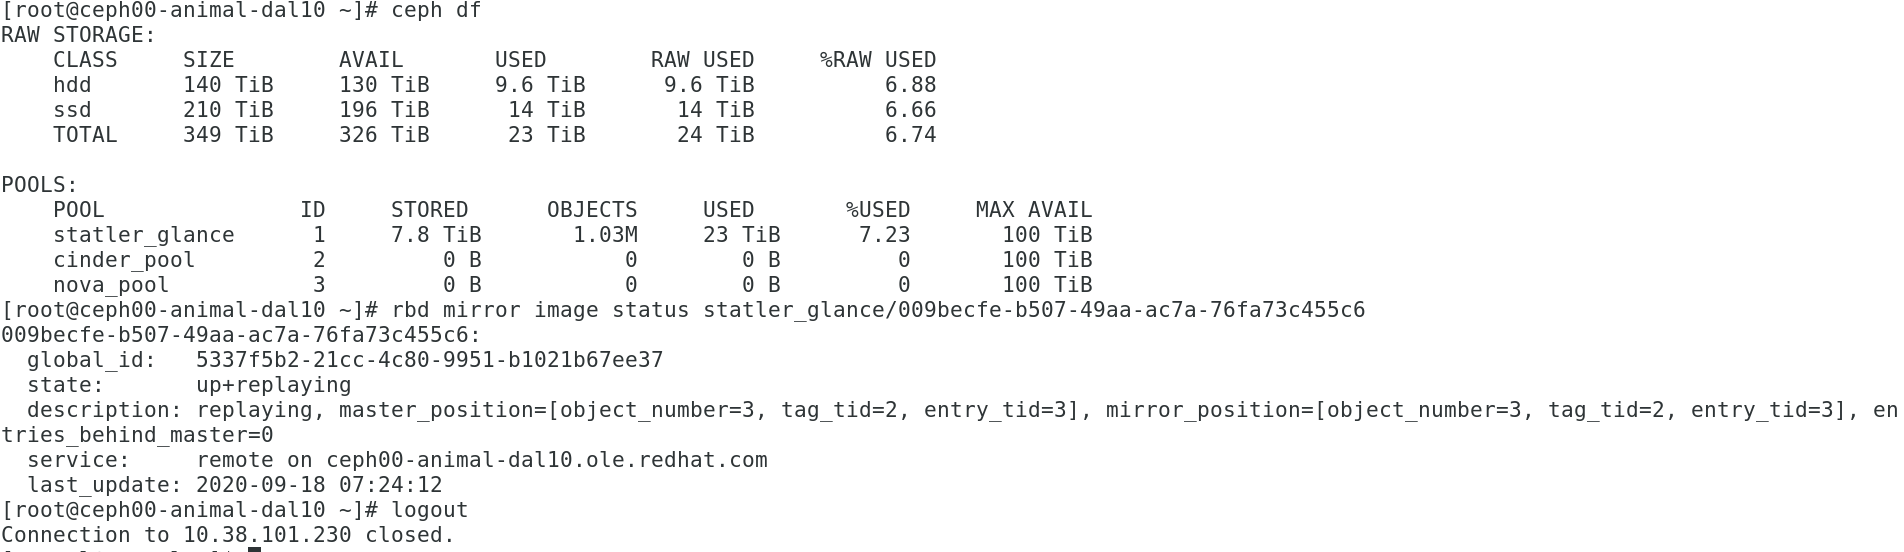 [root@ceph00-animal-dal10 ~]# ceph df
RAW STORAGE:
    CLASS     SIZE        AVAIL       USED        RAW USED     %RAW USED
    hdd       140 TiB     130 TiB     9.6 TiB      9.6 TiB          6.88
    ssd       210 TiB     196 TiB      14 TiB       14 TiB          6.66
    TOTAL     349 TiB     326 TiB      23 TiB       24 TiB          6.74

POOLS:
    POOL               ID     STORED      OBJECTS     USED       %USED     MAX AVAIL
    statler_glance      1     7.8 TiB       1.03M     23 TiB      7.23       100 TiB
    cinder_pool         2         0 B           0        0 B         0       100 TiB
    nova_pool           3         0 B           0        0 B         0       100 TiB
[root@ceph00-animal-dal10 ~]# rbd mirror image status statler_glance/009becfe-b507-49aa-ac7a-76fa73c455c6
009becfe-b507-49aa-ac7a-76fa73c455c6:
  global_id:   5337f5b2-21cc-4c80-9951-b1021b67ee37
  state:       up+replaying
  description: replaying, master_position=[object_number=3, tag_tid=2, entry_tid=3], mirror_position=[object_number=3, tag_tid=2, entry_tid=3], en
tries_behind_master=0
  service:     remote on ceph00-animal-dal10.ole.redhat.com
  last_update: 2020-09-18 07:24:12
[root@ceph00-animal-dal10 ~]# logout
Connection to 10.38.101.230 closed.